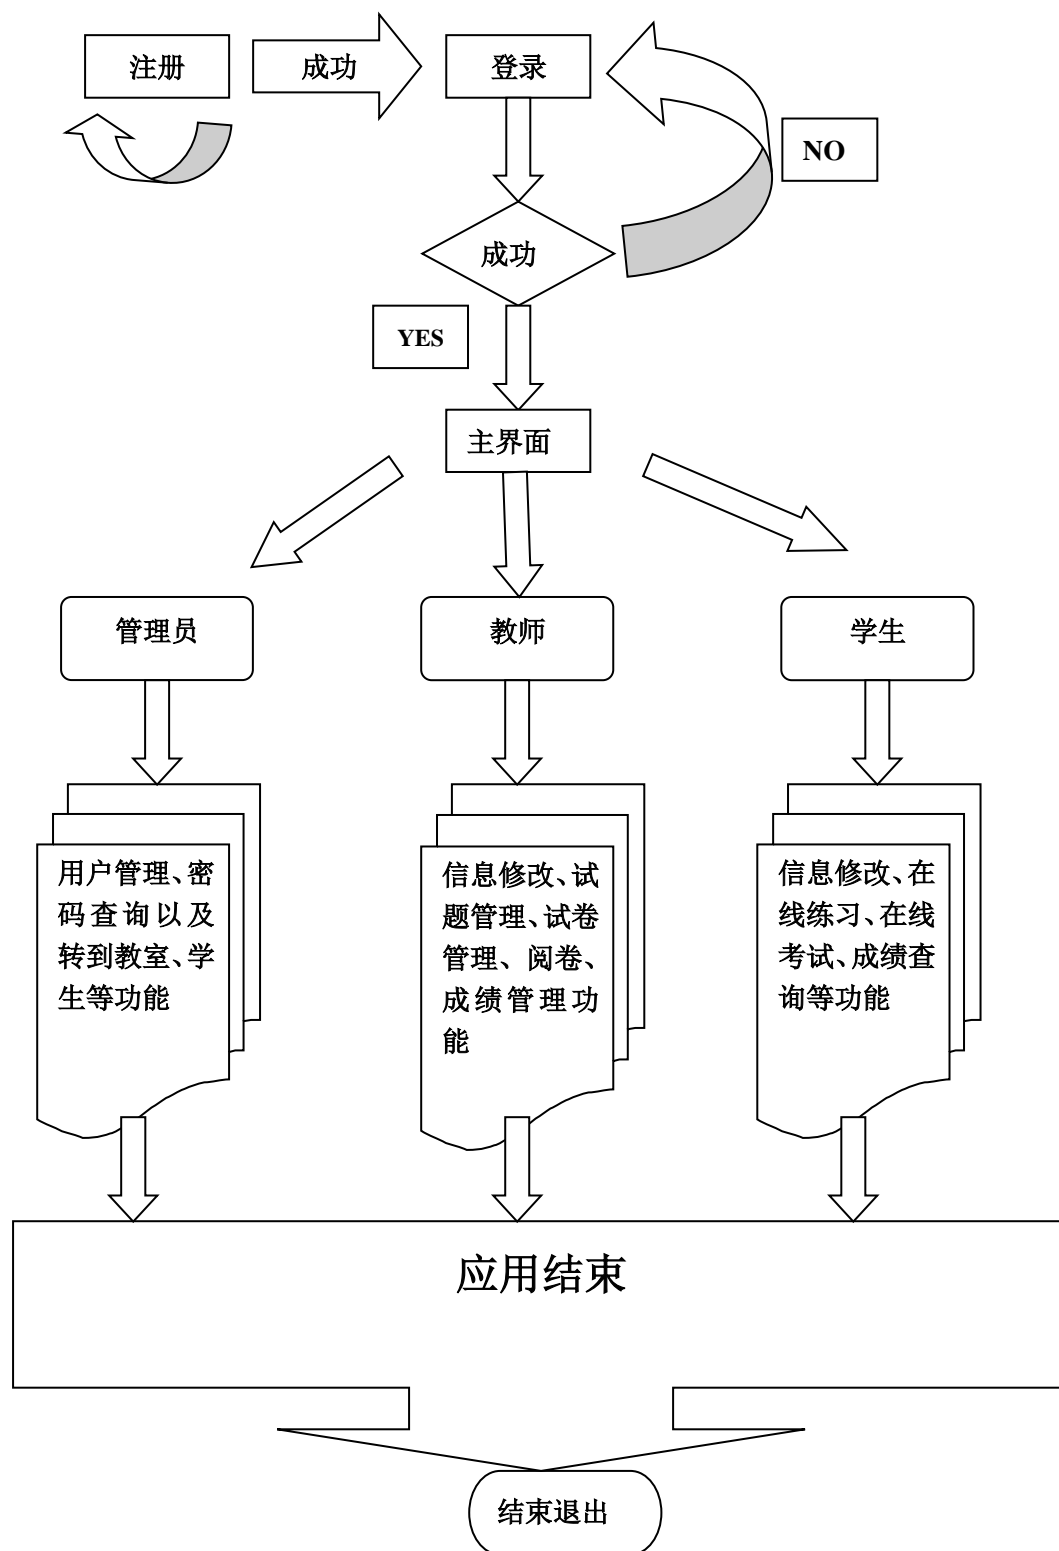 注册
成功
登录
NO
成功
YES
主界面
管理员
教师
学生
用户管理、密
码查询以及
转到教室、学
生等功能
信息修改、试
题管理、试卷
管理、阅卷、
成绩管理功
能
信息修改、在
线练习、在线
考试、成绩查
询等功能
应用结束
结束退出